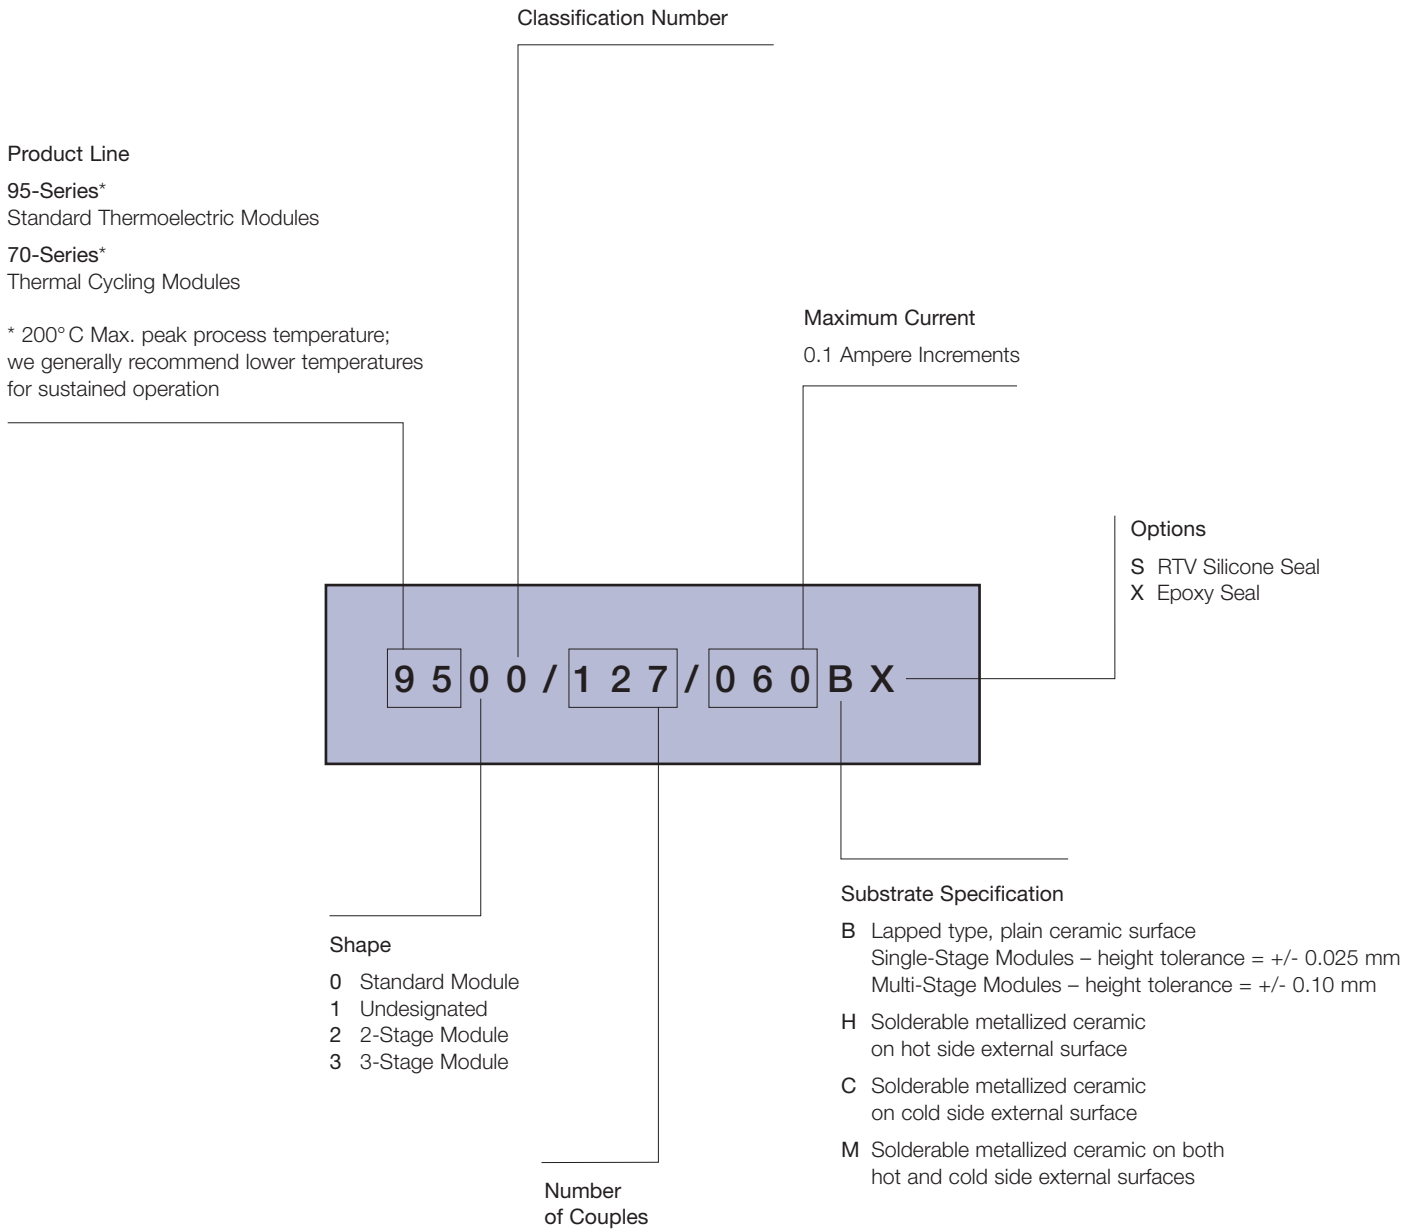 Classification Number
Product Line
95-Series*
Standard Thermoelectric Modules
70-Series*
Thermal Cycling Modules
* 200° C Max. peak process temperature;
we generally recommend lower temperatures
for sustained operation
Maximum Current
0.1 Ampere Increments
Options
S RTV Silicone Seal
X Epoxy Seal
9 5 0 0 / 1 2 7 / 0 6 0 B X
Shape
0 Standard Module
1 Undesignated
2 2-Stage Module
3 3-Stage Module
Number
of Couples
Substrate Specification
B Lapped type, plain ceramic surface
Single-Stage Modules – height tolerance = +/- 0.025 mm
Multi-Stage Modules – height tolerance = +/- 0.10 mm
H Solderable metallized ceramic
on hot side external surface
C Solderable metallized ceramic
on cold side external surface
M Solderable metallized ceramic on both
hot and cold side external surfaces